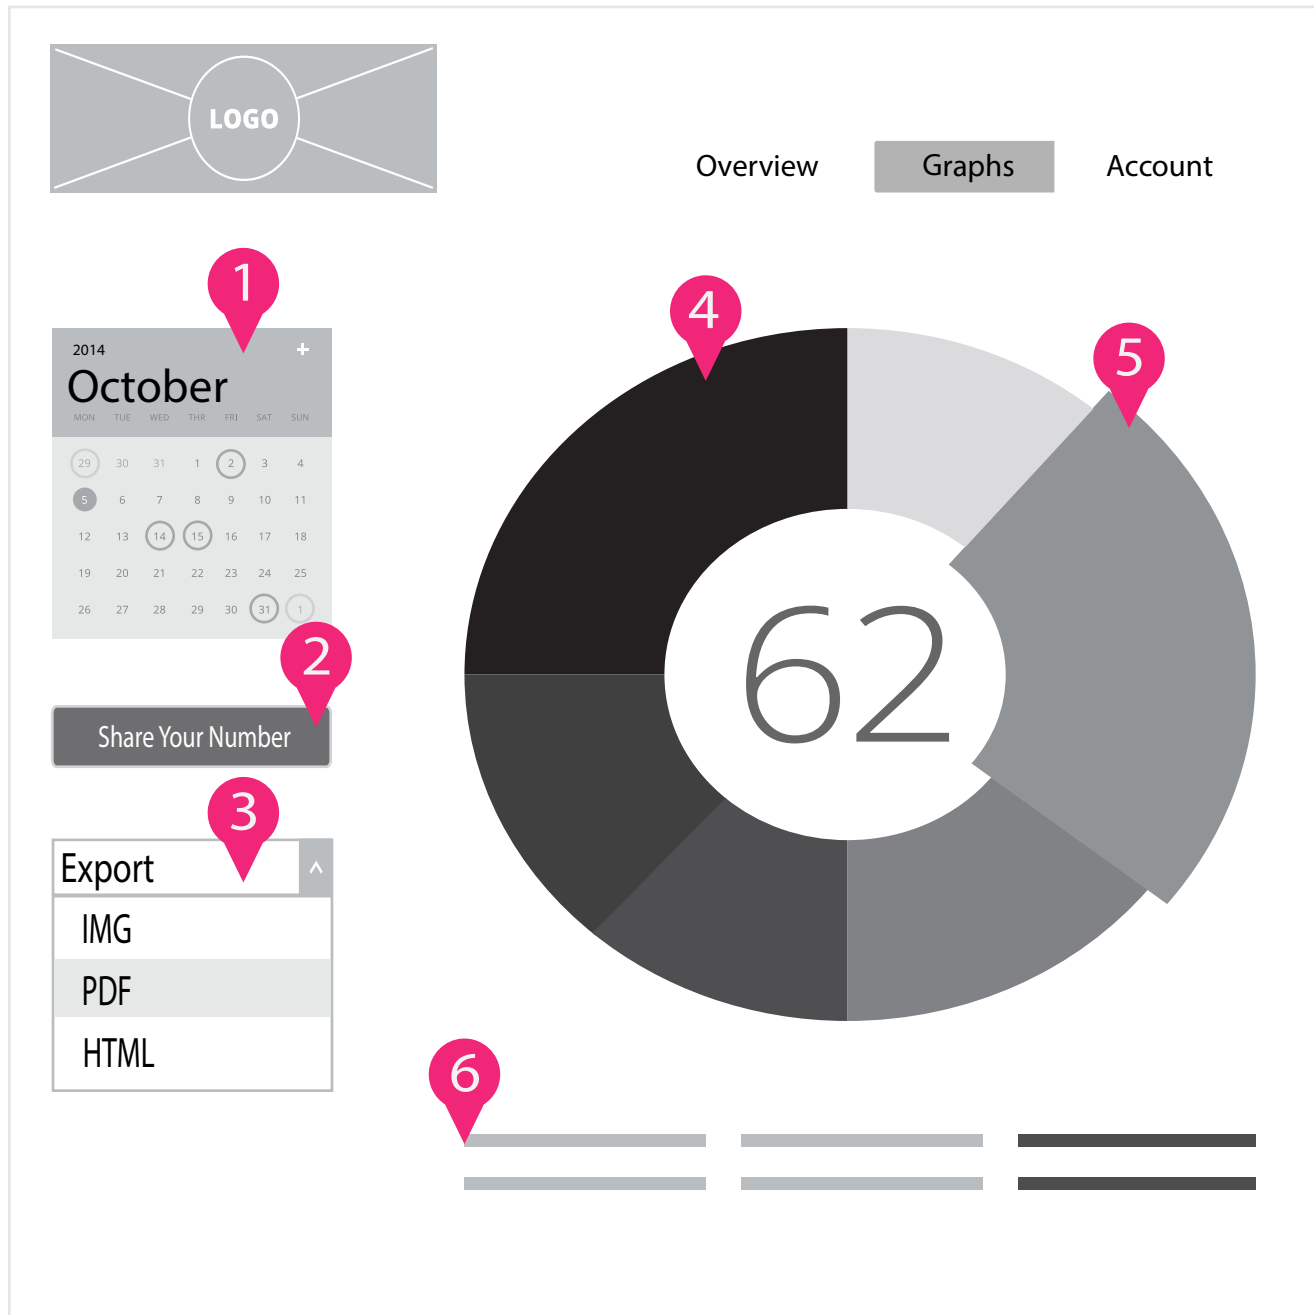 LOGO
Overview Graphs Account
1
2014 +
October
MON TUE WED THR FRI SAT SUN
29 30 31 1 2 3 4
5 6 7 8 9 10 11
12 13 14 15 16 17 18
19 20 21 22 23 24 25
26 27 28 29 30 31 1
2
Share Your Number
3
Export
IMG
PDF
HTML
4
5
62
6